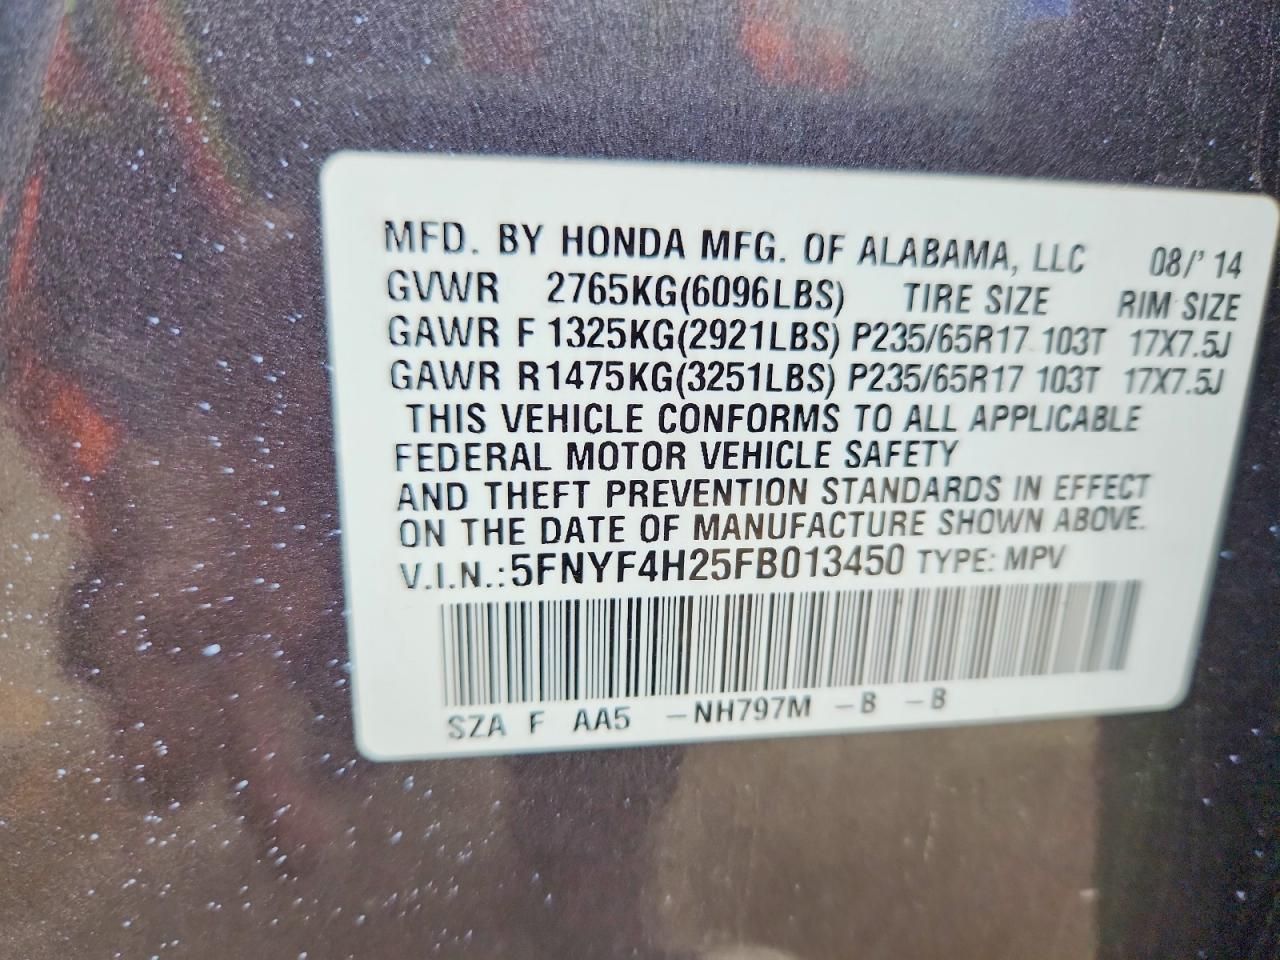 MFD. BY HONDA MFG. OF ALABAMA, LLC 08/'14
GVWR 2765KG(6096LBS) TIRE SIZE RIM SIZE
GAWR F 1325KG(2921LBS) P235/65R17 103T 17X7.5J
GAWR R1475KG(3251LBS) P235/65R17 103T 17X7.5J
THIS VEHICLE CONFORMS TO ALL APPLICABLE
FEDERAL MOTOR VEHICLE SAFETY
AND THEFT PREVENTION STANDARDS IN EFFECT
ON THE DATE OF MANUFACTURE SHOWN ABOVE.
V.I.N.:5FNYF4H25FB013450 TYPE: MPV
SZA F AA5 -NH797M -B -B